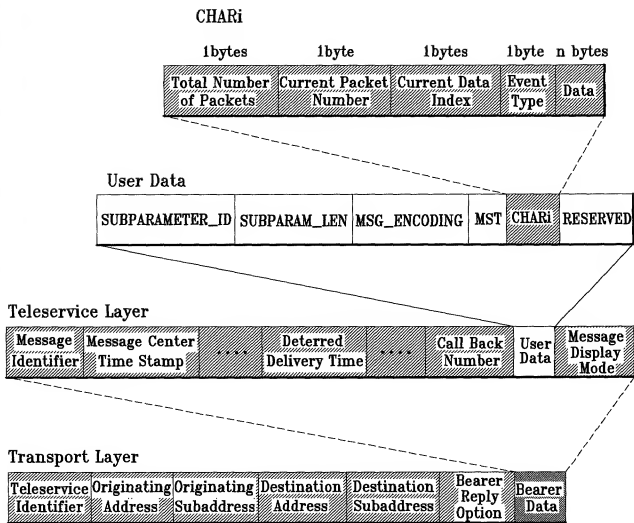 CHARi
1bytes 1byte 1bytes 1byte n bytes
Total Number of Packets
Current Packet Number
Current Data Index
Event Type
Data
User Data
SUBPARAMETER_ID SUBPARAM_LEN MSG_ENCODING MST CHARi RESERVED
Teleservice Layer
Message Identifier
Message Center Time Stamp
....
Deterred Delivery Time
....
Call Back Number
User Data
Message Display Mode
Transport Layer
Teleservice Identifier
Originating Address
Originating Subaddress
Destination Address
Destination Subaddress
Bearer Reply Option
Bearer Data